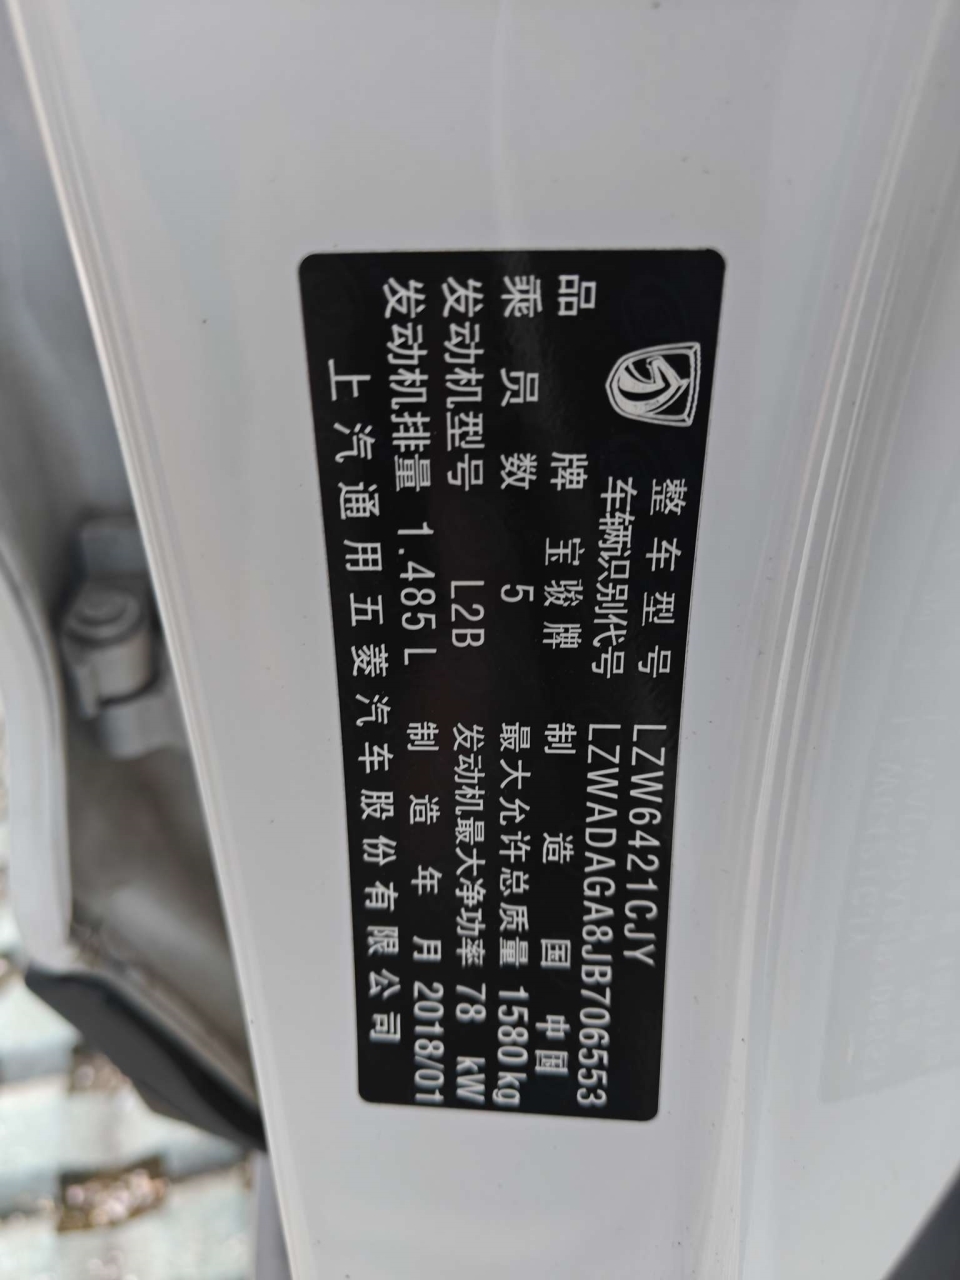 整车型号 LZW6421CJY
车辆识别代号 LZWADAGA8JB706553
品牌 宝骏牌 制造国 中国
乘员数 5 最大允许总质量 1580kg
发动机型号 L2B 发动机最大净功率 78 kW
发动机排量 1.485L 制造年月 2018/01
上汽通用五菱汽车股份有限公司